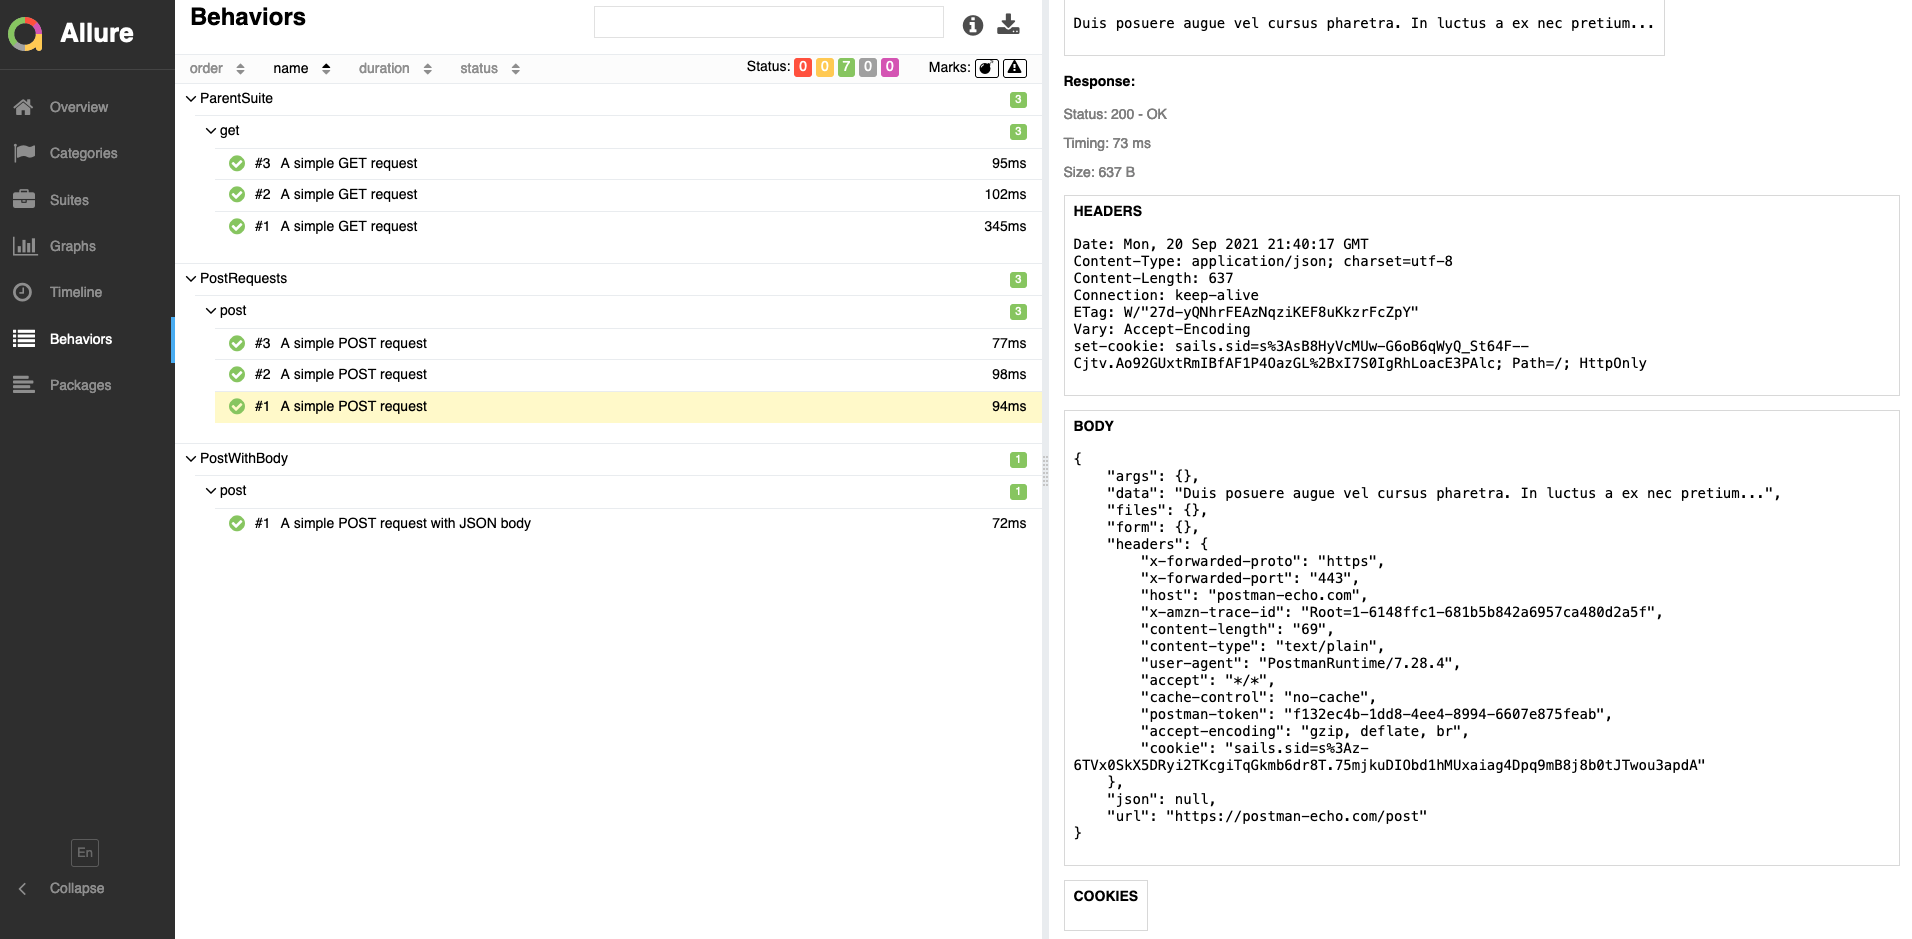 Allure
Overview
Categories
Suites
Graphs
Timeline
Behaviors
Packages
En
Collapse
Behaviors
order name duration status Status: 0 0 7 0 0 Marks:
ParentSuite 3
get 3
#3 A simple GET request 95ms
#2 A simple GET request 102ms
#1 A simple GET request 345ms
PostRequests 3
post 3
#3 A simple POST request 77ms
#2 A simple POST request 98ms
#1 A simple POST request 94ms
PostWithBody 1
post 1
#1 A simple POST request with JSON body 72ms
Duis posuere augue vel cursus pharetra. In luctus a ex nec pretium...
Response:
Status: 200 - OK
Timing: 73 ms
Size: 637 B
HEADERS
Date: Mon, 20 Sep 2021 21:40:17 GMT
Content-Type: application/json; charset=utf-8
Content-Length: 637
Connection: keep-alive
ETag: W/"27d-yQNhrFEAzNqziKEF8uKkzrFcZpY"
Vary: Accept-Encoding
set-cookie: sails.sid=s%3AsB8HyVcMUw-G6oB6qWyQ_St64F--
Cjtv.Ao92GUxtRmIBfAF1P4OazGL%2BxI7S0IgRhLoacE3PAlc; Path=/; HttpOnly
BODY
{
"args": {},
"data": "Duis posuere augue vel cursus pharetra. In luctus a ex nec pretium...",
"files": {},
"form": {},
"headers": {
"x-forwarded-proto": "https",
"x-forwarded-port": "443",
"host": "postman-echo.com",
"x-amzn-trace-id": "Root=1-6148ffc1-681b5b842a6957ca480d2a5f",
"content-length": "69",
"content-type": "text/plain",
"user-agent": "PostmanRuntime/7.28.4",
"accept": "*/*",
"cache-control": "no-cache",
"postman-token": "f132ec4b-1dd8-4ee4-8994-6607e875feab",
"accept-encoding": "gzip, deflate, br",
"cookie": "sails.sid=s%3Az-
6TVx0SkX5DRyi2TKcgiTqGkmb6dr8T.75mjkuDIObd1hMUxaiag4Dpq9mB8j8b0tJTwou3apdA"
},
"json": null,
"url": "https://postman-echo.com/post"
}
COOKIES